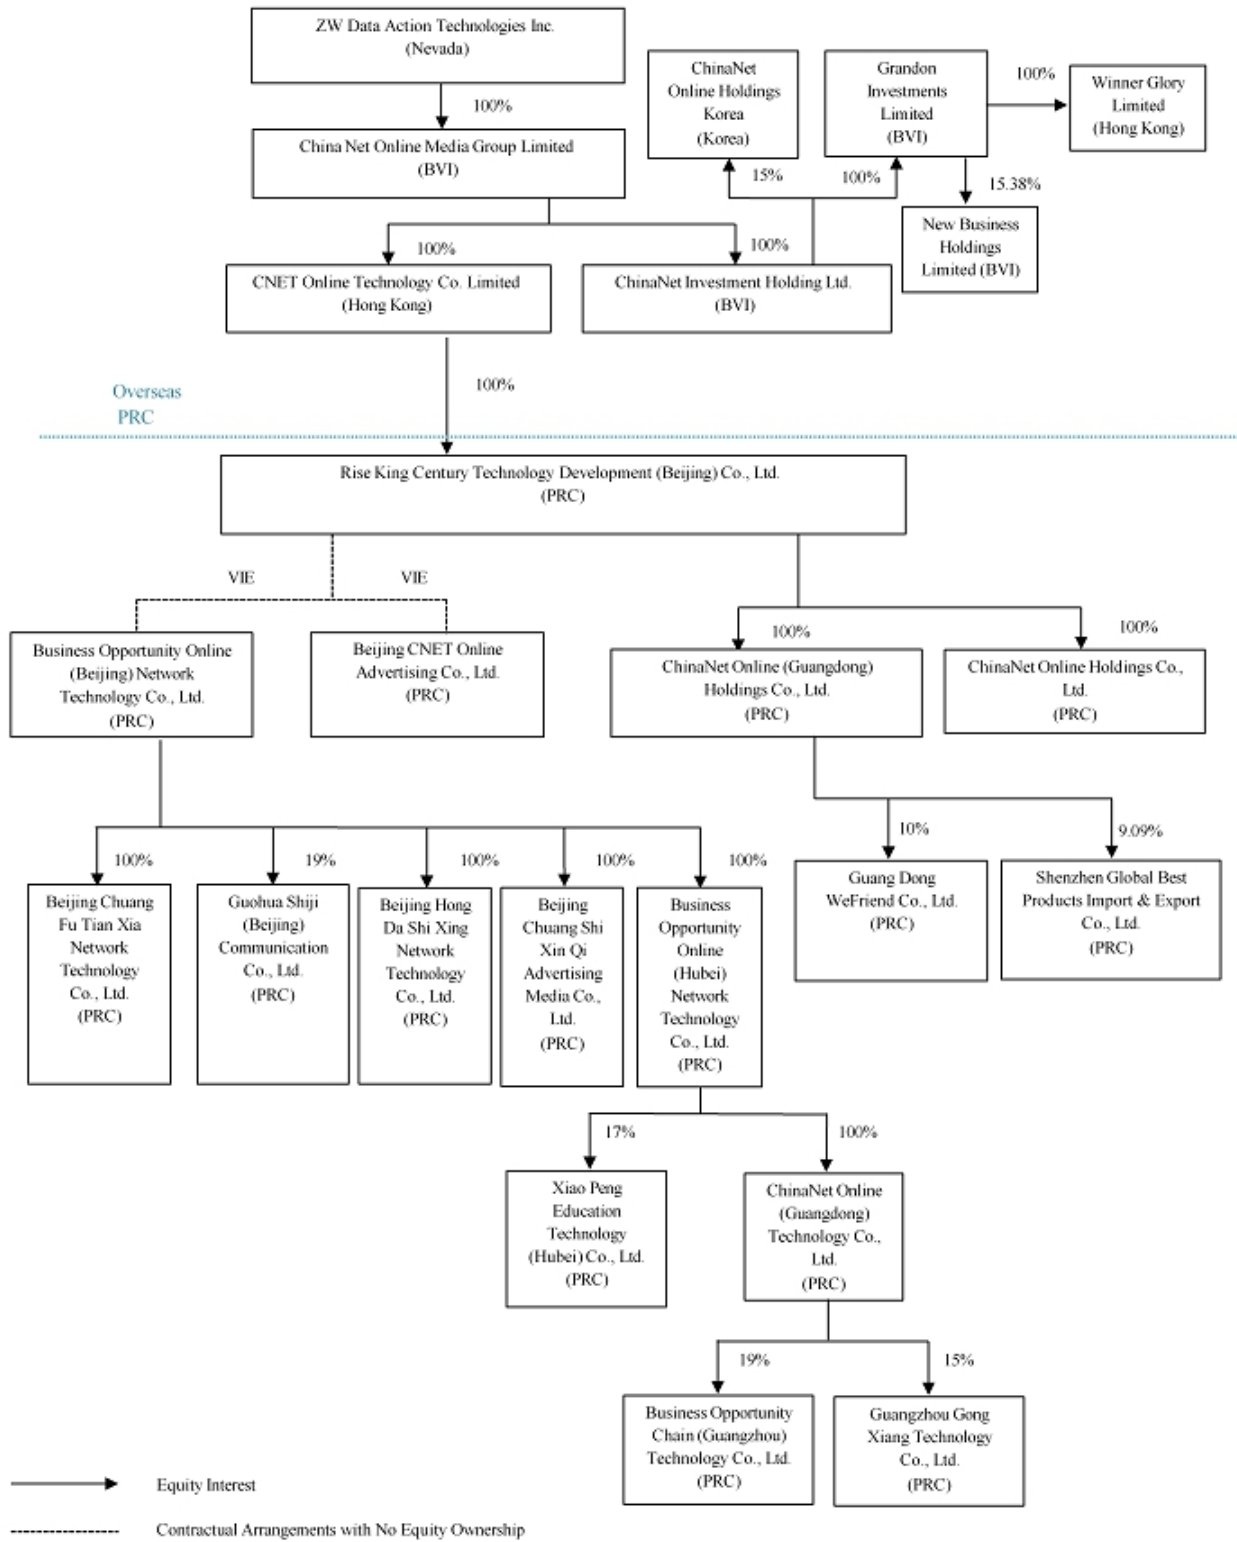 ZW Data Action Technologies Inc.
(Nevada)
100%
China Net Online Media Group Limited
(BVI)
ChinaNet
Online Holdings
Korea
(Korea)
Grandon
Investments
Limited
(BVI)
100%
Winner Glory
Limited
(Hong Kong)
15%
100%
15.38%
New Business
Holdings
Limited (BVI)
100%
100%
CNET Online Technology Co. Limited
(Hong Kong)
ChinaNet Investment Holding Ltd.
(BVI)
100%
Overseas
PRC
Rise King Century Technology Development (Beijing) Co., Ltd.
(PRC)
VIE
VIE
100%
100%
Business Opportunity Online
(Beijing) Network
Technology Co., Ltd.
(PRC)
Beijing CNET Online
Advertising Co., Ltd.
(PRC)
ChinaNet Online (Guangdong)
Holdings Co., Ltd.
(PRC)
ChinaNet Online Holdings Co.,
Ltd.
(PRC)
100%
19%
100%
100%
100%
10%
9.09%
Beijing Chuang
Fu Tian Xia
Network
Technology
Co., Ltd.
(PRC)
Guohua Shiji
(Beijing)
Communication
Co., Ltd.
(PRC)
Beijing Hong
Da Shi Xing
Network
Technology
Co., Ltd.
(PRC)
Beijing
Chuang Shi
Xin Qi
Advertising
Media Co.,
Ltd.
(PRC)
Business
Opportunity
Online
(Hubei)
Network
Technology
Co., Ltd.
(PRC)
Guang Dong
WeFriend Co., Ltd.
(PRC)
Shenzhen Global Best
Products Import & Export
Co., Ltd.
(PRC)
17%
100%
Xiao Peng
Education
Technology
(Hubei) Co., Ltd.
(PRC)
ChinaNet Online
(Guangdong)
Technology Co.,
Ltd.
(PRC)
19%
15%
Business Opportunity
Chain (Guangzhou)
Technology Co., Ltd.
(PRC)
Guangzhou Gong
Xiang Technology
Co., Ltd.
(PRC)
Equity Interest
Contractual Arrangements with No Equity Ownership